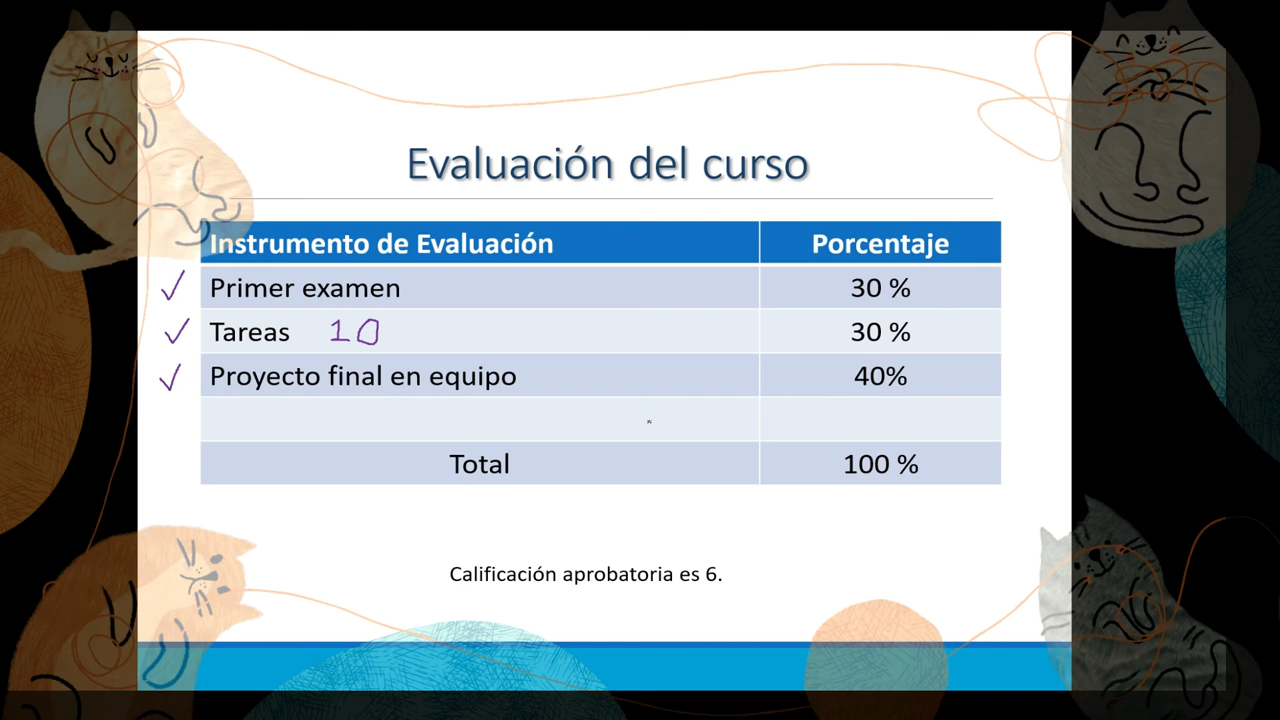 Evaluación del curso
Instrumento de Evaluación Porcentaje
Primer examen 30 %
Tareas 10 30 %
Proyecto final en equipo 40%
Total 100 %
Calificación aprobatoria es 6.